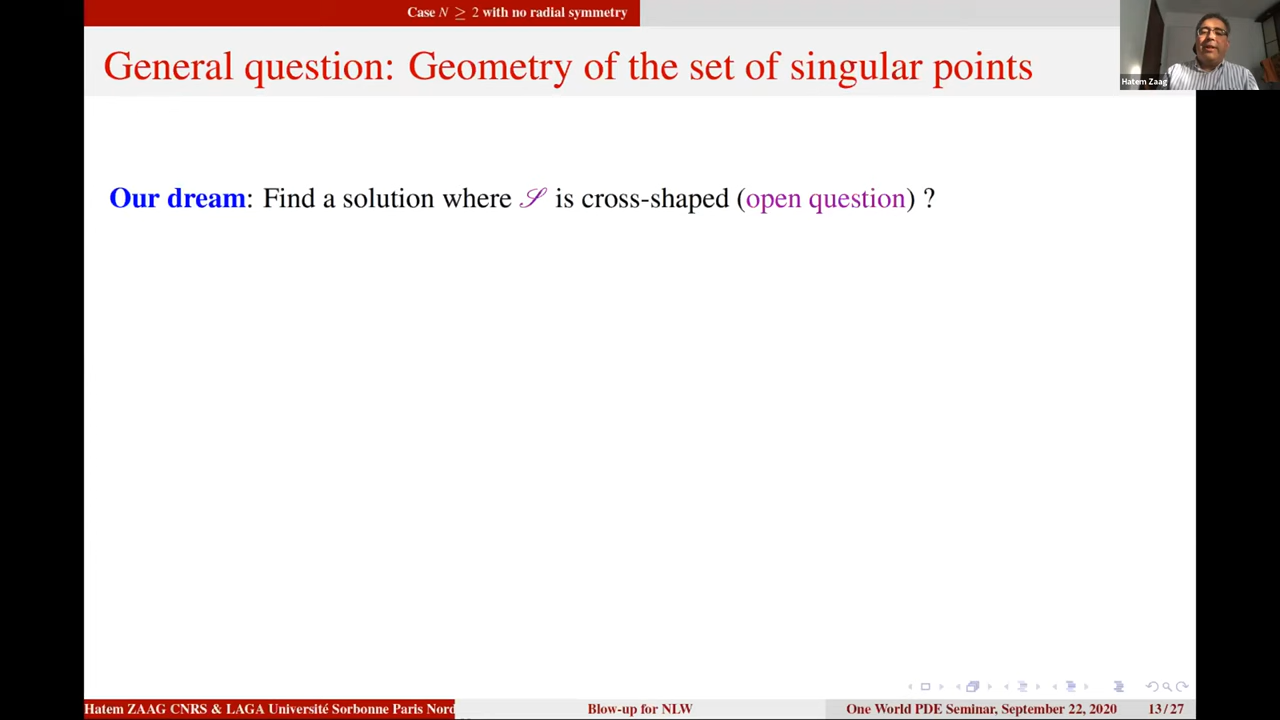 Case N ≥ 2 with no radial symmetry
General question: Geometry of the set of singular points
Hatem Zaag
Our dream: Find a solution where 𝒮 is cross-shaped (open question) ?
Hatem ZAAG CNRS & LAGA Université Sorbonne Paris Nord
Blow-up for NLW
One World PDE Seminar, September 22, 2020
13 / 27